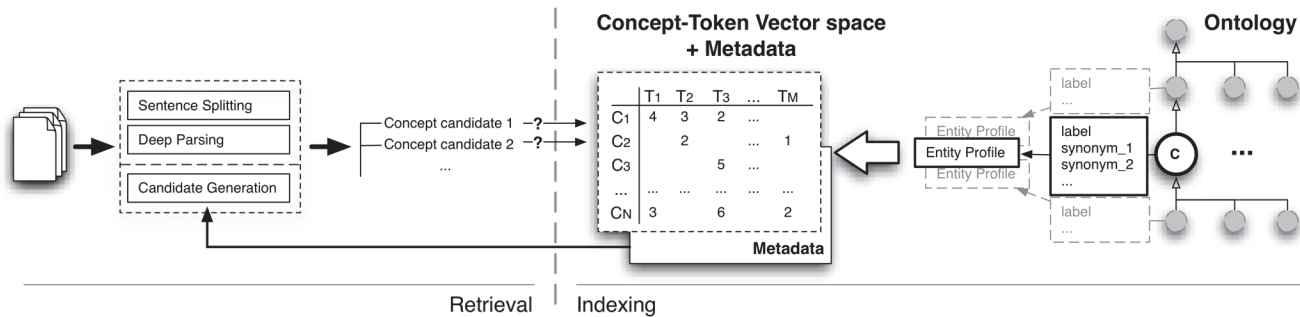 Concept-Token Vector space
+ Metadata
Ontology
Sentence Splitting
Deep Parsing
Candidate Generation
Concept candidate 1 ?
Concept candidate 2 ?
...
T1 T2 T3 ... TM
C1 4 3 2 ...
C2 2 ... 1
C3 5 ...
... ... ... ... ...
CN 3 6 2
Metadata
Entity Profile
Entity Profile
Entity Profile
label
...
label
synonym_1
synonym_2
...
label
...
C
...
Retrieval
Indexing